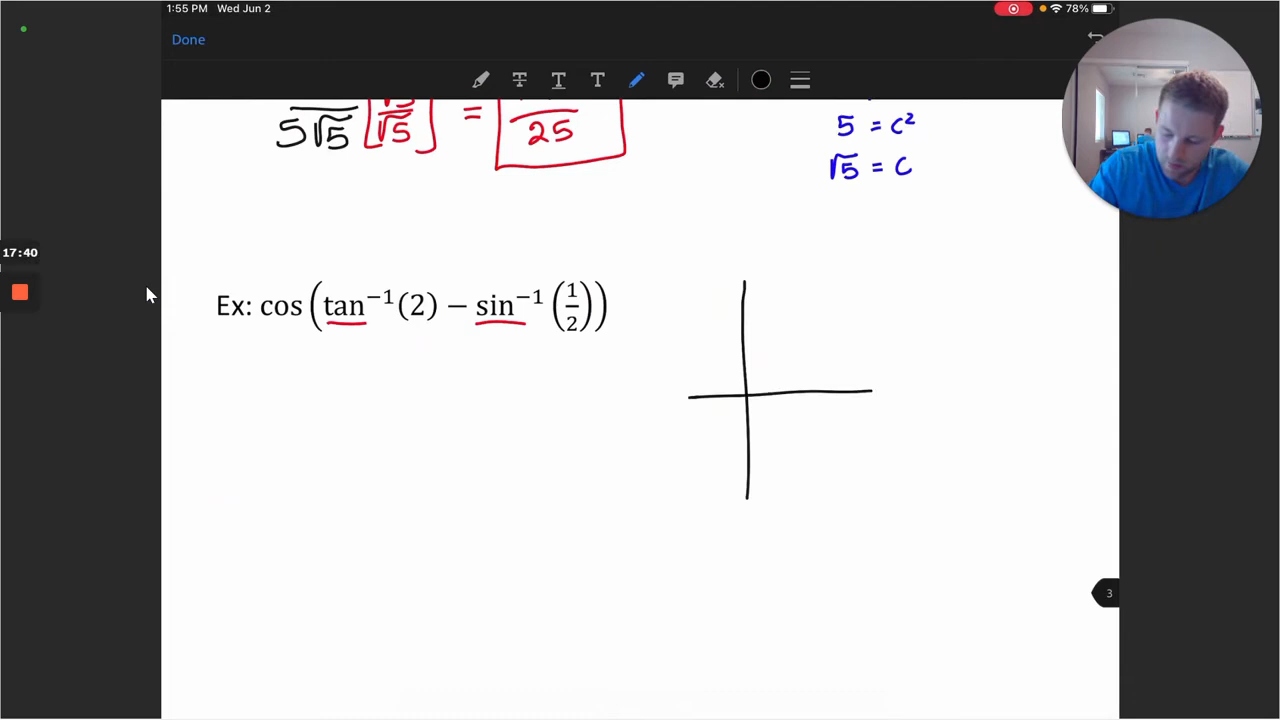 1:55 PM Wed Jun 2
78%
Done
T T T
5√5 [√5/√5] = 25
5 = c²
√5 = c
17:40
Ex: cos (tan⁻¹(2) − sin⁻¹ (1/2))
3